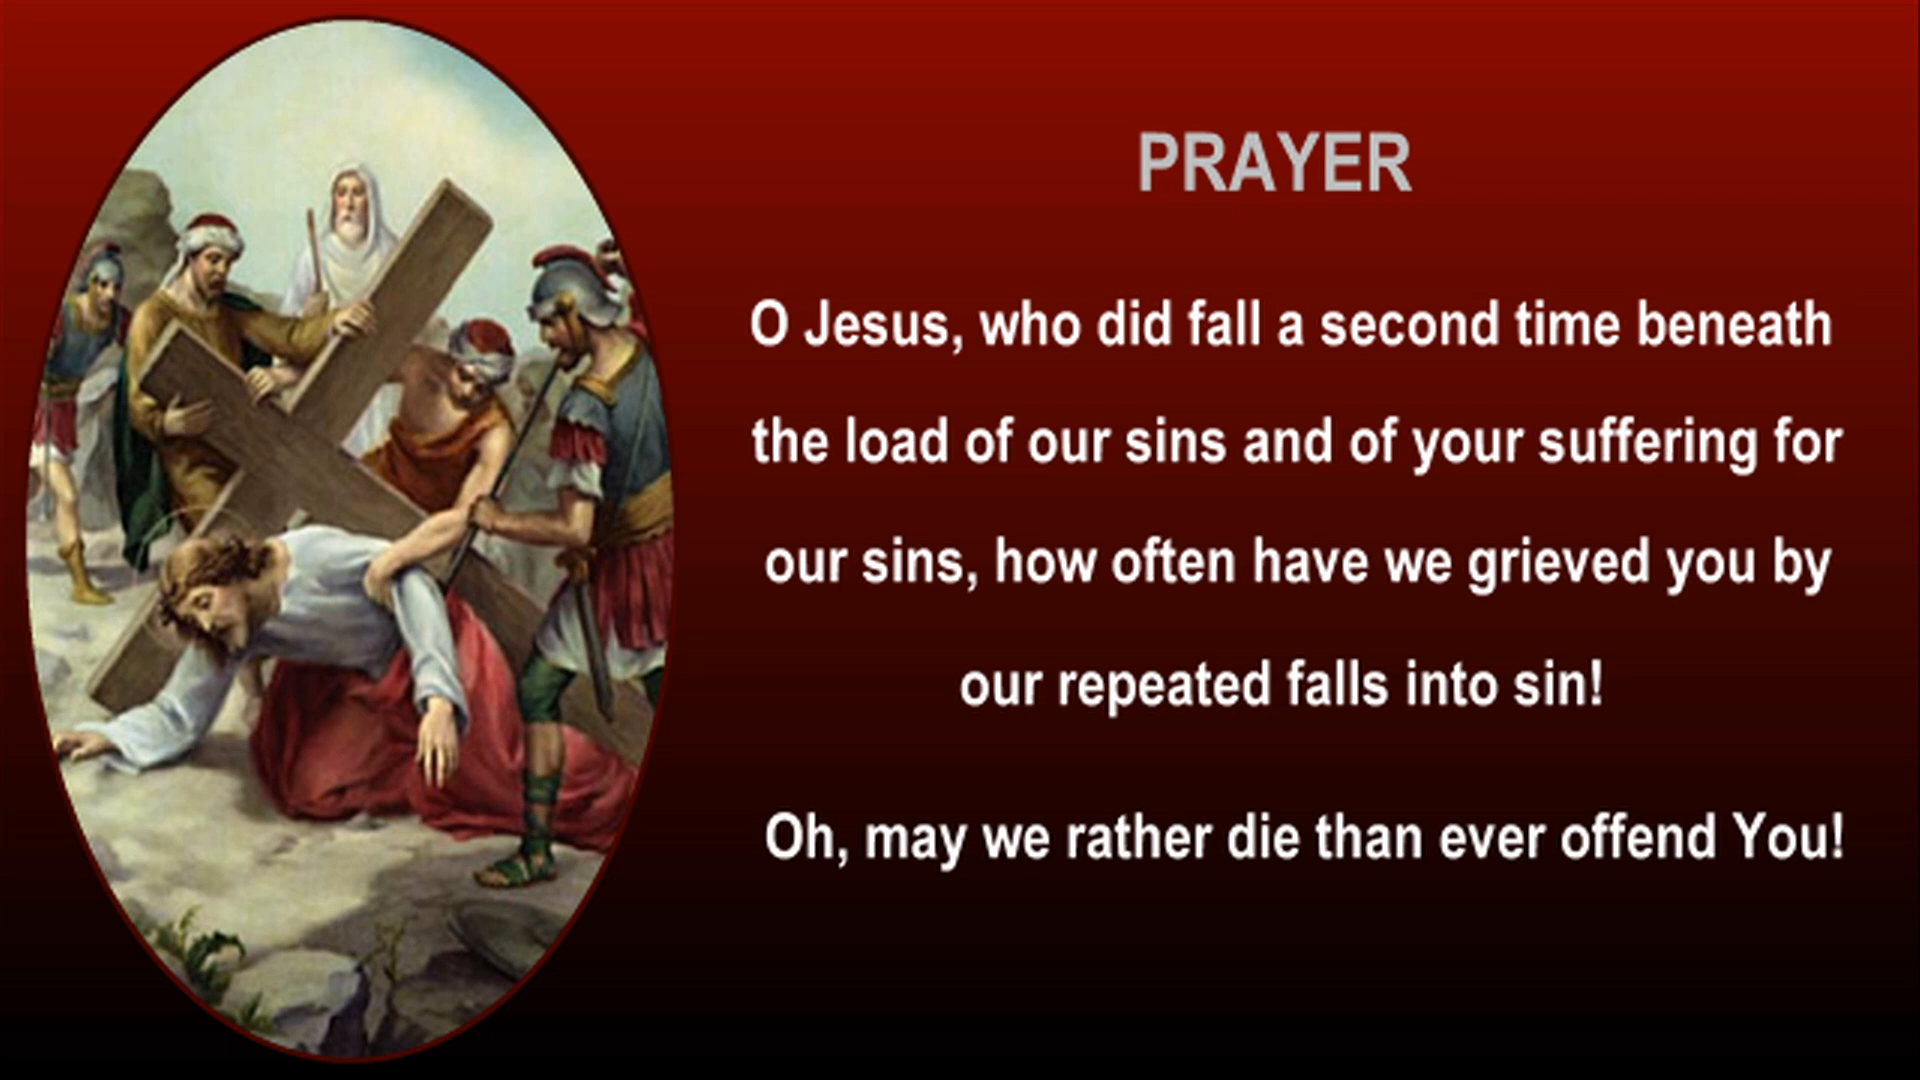 PRAYER
O Jesus, who did fall a second time beneath
the load of our sins and of your suffering for
our sins, how often have we grieved you by
our repeated falls into sin!
Oh, may we rather die than ever offend You!